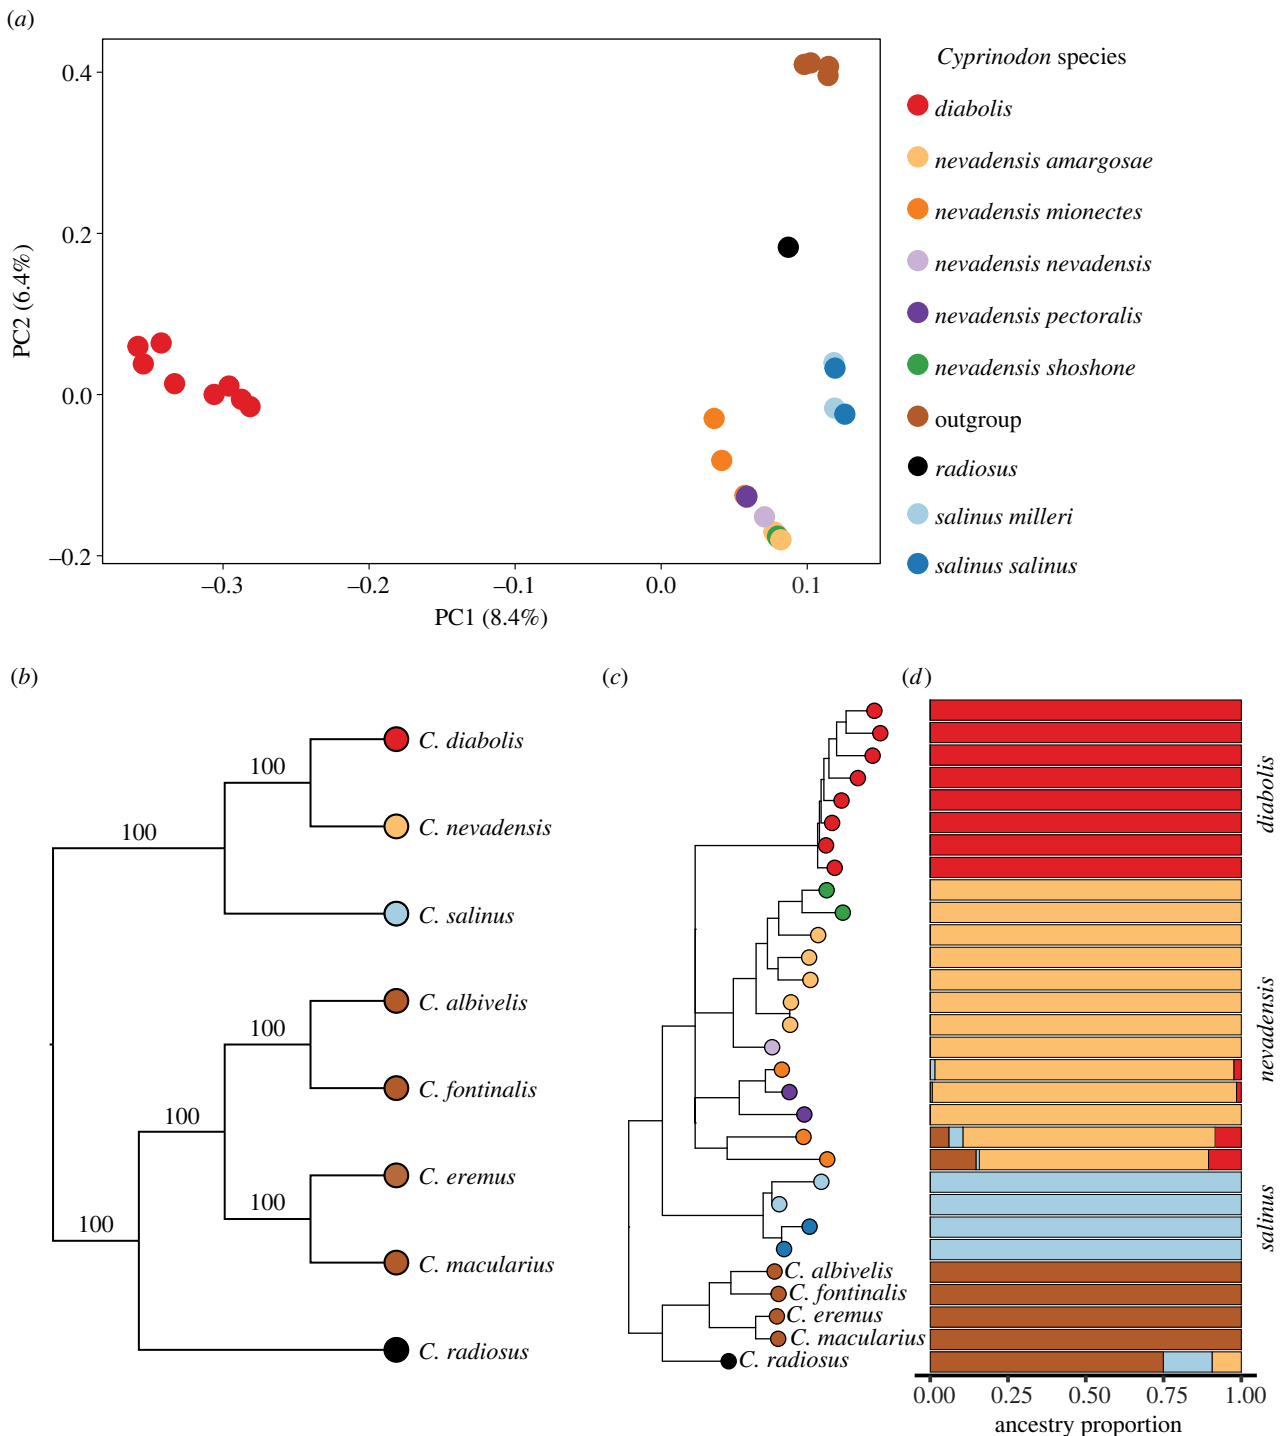 (a)
0.4
0.2
0.0
–0.2
PC2 (6.4%)
–0.3
–0.2
–0.1
0.0
0.1
PC1 (8.4%)
Cyprinodon species
diabolis
nevadensis amargosae
nevadensis mionectes
nevadensis nevadensis
nevadensis pectoralis
nevadensis shoshone
outgroup
radiosus
salinus milleri
salinus salinus
(b)
100
100
100
100
100
100
C. diabolis
C. nevadensis
C. salinus
C. albivelis
C. fontinalis
C. eremus
C. macularius
C. radiosus
(c)
C. albivelis
C. fontinalis
C. eremus
C. macularius
C. radiosus
(d)
diabolis
nevadensis
salinus
0.00
0.25
0.50
0.75
1.00
ancestry proportion